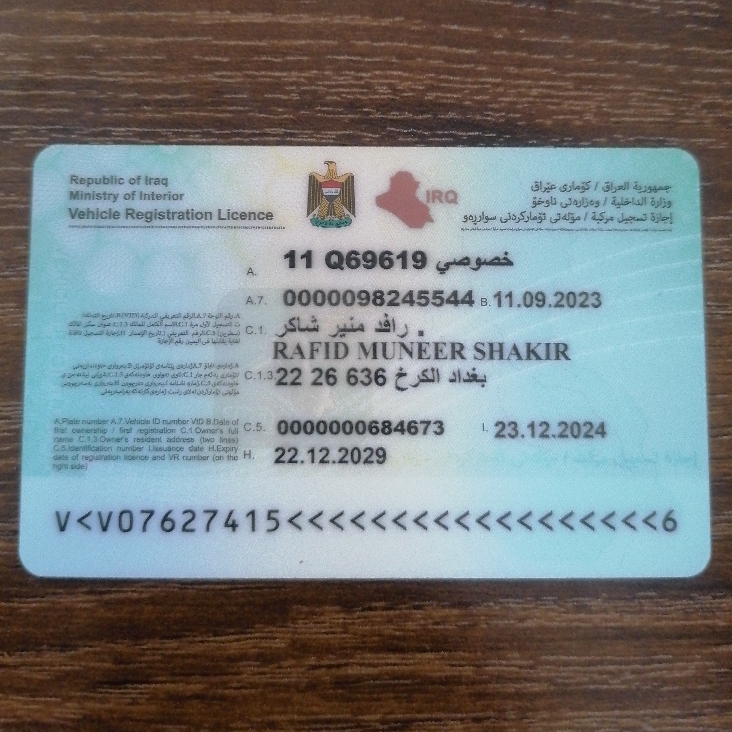 Republic of Iraq
Ministry of Interior
Vehicle Registration Licence
IRQ
جمهورية العراق / كۆماری عێراق
وزارة الداخلية / وەزارەتی ناوخۆ
إجازة تسجيل مركبة / مۆڵەتی تۆمارکردنی سوارپەو
A. 11 Q69619 خصوصي
A.7. 0000098245544 B. 11.09.2023
C.1. رافد منير شاكر .
RAFID MUNEER SHAKIR
C.1.3. بغداد الكرخ 636 26 22
C.5. 0000000684673 I. 23.12.2024
H. 22.12.2029
A.Plate number A.7.Vehicle ID number VID B.Date of
first ownership / first registration C.1.Owner's full
name C.1.3.Owner's resident address (two lines)
C.5.Identification number I.Issuance date H.Expiry
date of registration licence and VR number (on the
right side)
V<V07627415<<<<<<<<<<<<<<<<<<<6